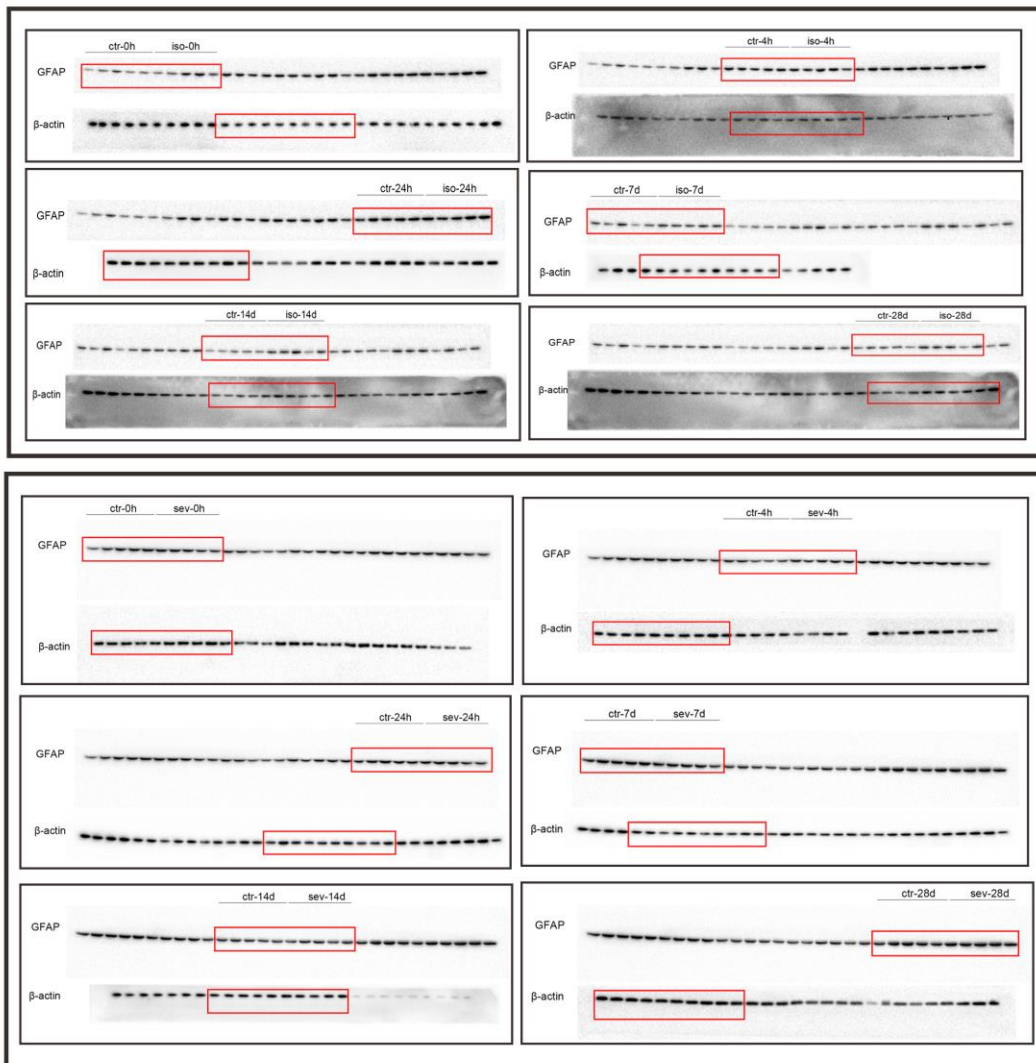 ctr-0h iso-0h
GFAP
β-actin
ctr-4h iso-4h
GFAP
β-actin
ctr-24h iso-24h
GFAP
β-actin
ctr-7d iso-7d
GFAP
β-actin
ctr-14d iso-14d
GFAP
β-actin
ctr-28d iso-28d
GFAP
β-actin
ctr-0h sev-0h
GFAP
β-actin
ctr-4h sev-4h
GFAP
β-actin
ctr-24h sev-24h
GFAP
β-actin
ctr-7d sev-7d
GFAP
β-actin
ctr-14d sev-14d
GFAP
β-actin
ctr-28d sev-28d
GFAP
β-actin